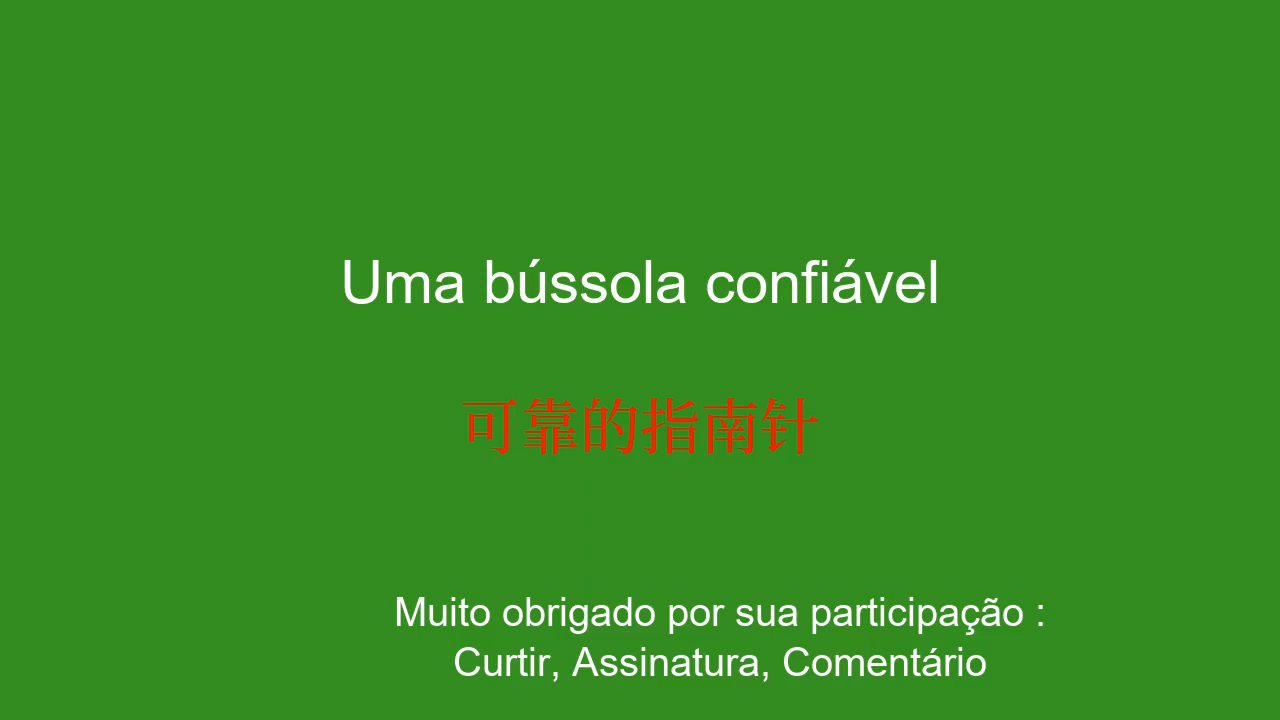 Uma bússola confiável
可靠的指南针
Muito obrigado por sua participação :
Curtir, Assinatura, Comentário